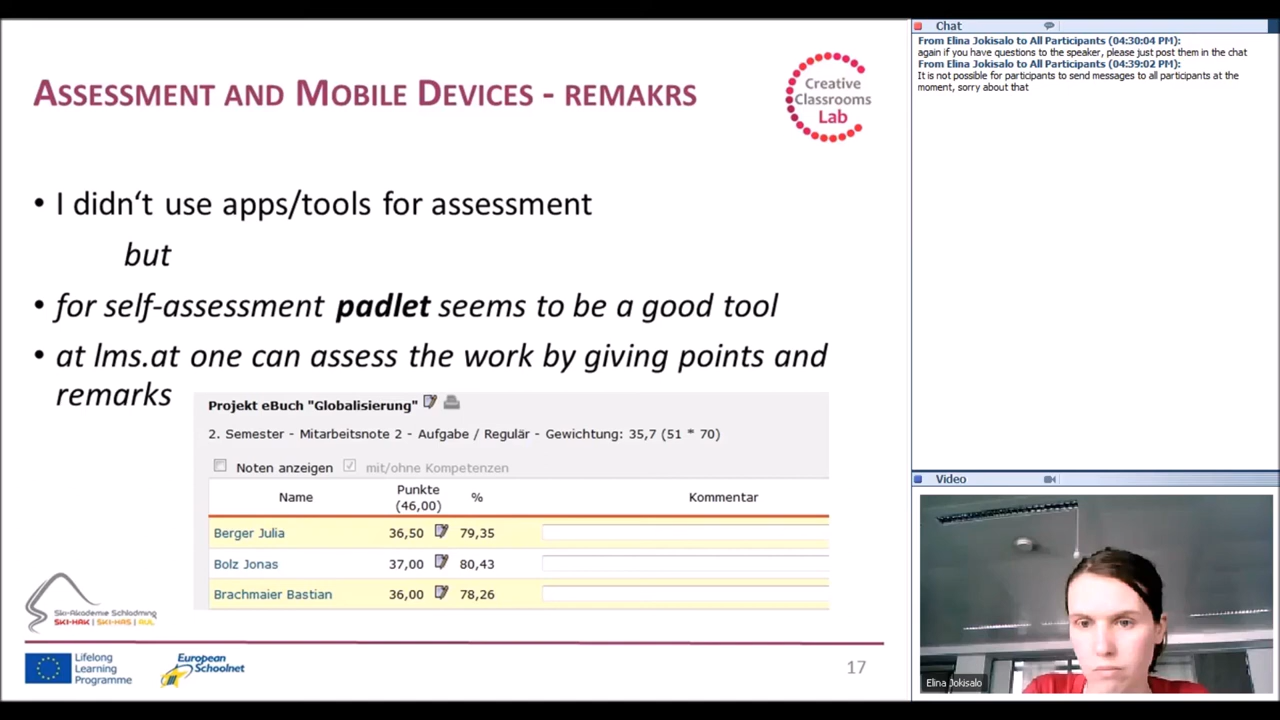 ASSESSMENT AND MOBILE DEVICES - REMAKRS
Creative
Classrooms
Lab
• I didn‘t use apps/tools for assessment
but
• for self-assessment padlet seems to be a good tool
• at lms.at one can assess the work by giving points and
remarks
Projekt eBuch "Globalisierung"
2. Semester - Mitarbeitsnote 2 - Aufgabe / Regulär - Gewichtung: 35,7 (51 * 70)
Noten anzeigen mit/ohne Kompetenzen
Name Punkte (46,00) % Kommentar
Berger Julia 36,50 79,35
Bolz Jonas 37,00 80,43
Brachmaier Bastian 36,00 78,26
Ski-Akademie Schladming
SKI-HAK | SKI-HAS | AUL
Lifelong
Learning
Programme
European
Schoolnet
17
Chat
From Elina Jokisalo to All Participants (04:30:04 PM):
again if you have questions to the speaker, please just post them in the chat
From Elina Jokisalo to All Participants (04:39:02 PM):
It is not possible for participants to send messages to all participants at the
moment, sorry about that
Video
Elina Jokisalo